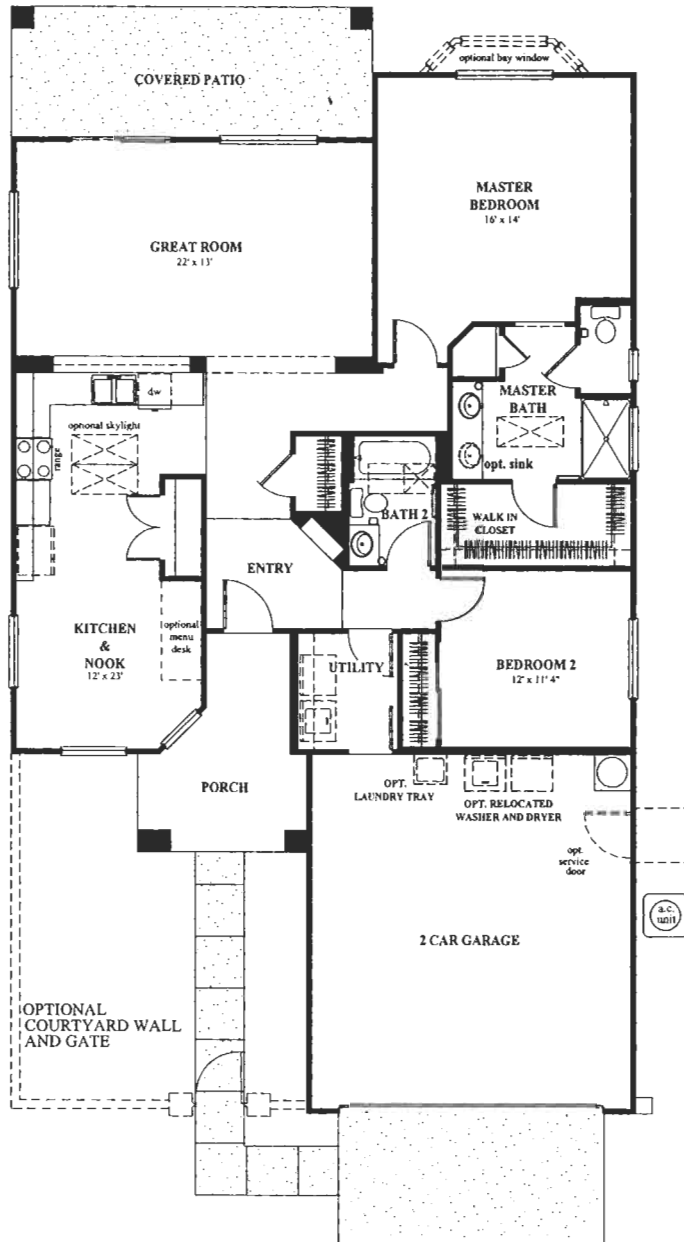 COVERED PATIO
optional bay window
MASTER
BEDROOM
16' x 14'
GREAT ROOM
22' x 13'
dw
optional skylight
range
MASTER
BATH
opt. sink
BATH 2
WALK IN
CLOSET
ENTRY
KITCHEN
&
NOOK
12' x 23'
optional
menu
desk
UTILITY
BEDROOM 2
12' x 11' 4"
PORCH
OPT.
LAUNDRY TRAY
OPT. RELOCATED
WASHER AND DRYER
opt.
service
door
a.c.
unit
2 CAR GARAGE
OPTIONAL
COURTYARD WALL
AND GATE